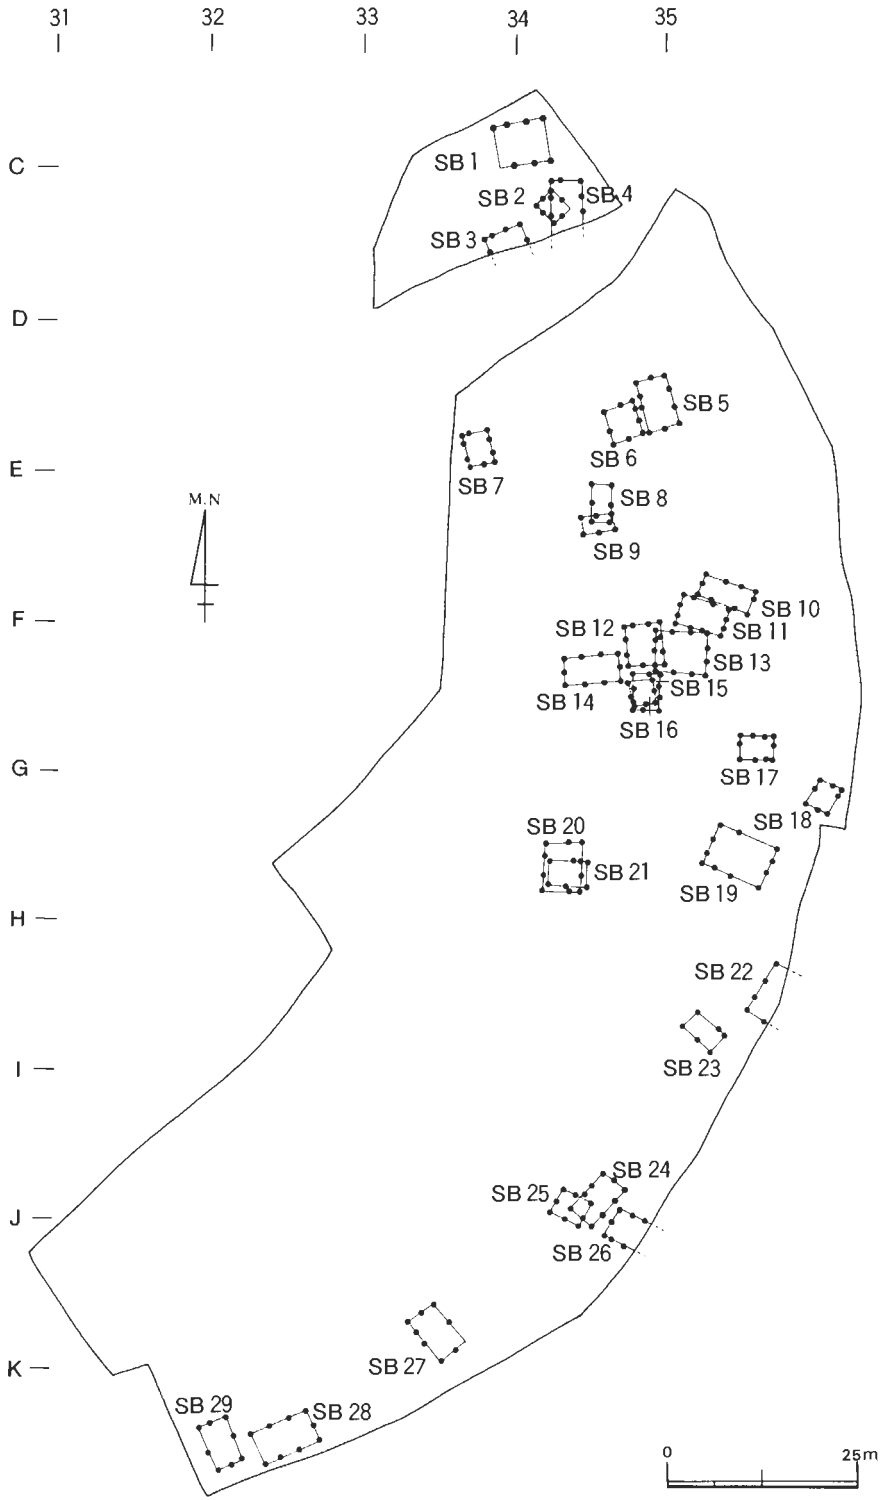 31 32 33 34 35
C
SB 1
SB 2
SB 4
SB 3
D
SB 5
SB 6
E
SB 7
M.N
SB 8
SB 9
F
SB 10
SB 11
SB 12
SB 13
SB 14
SB 15
SB 16
G
SB 17
SB 18
SB 20
SB 21
SB 19
H
SB 22
I
SB 23
SB 24
SB 25
J
SB 26
K
SB 27
SB 29
SB 28
0 25m